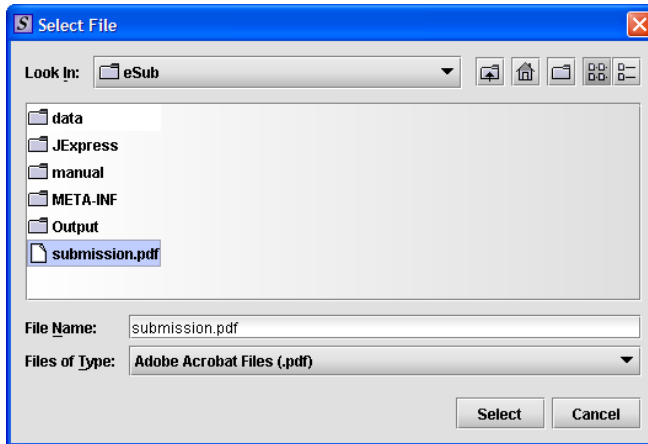 S Select File
Look In: eSub
data
JExpress
manual
META-INF
Output
submission.pdf
File Name: submission.pdf
Files of Type: Adobe Acrobat Files (.pdf)
Select Cancel